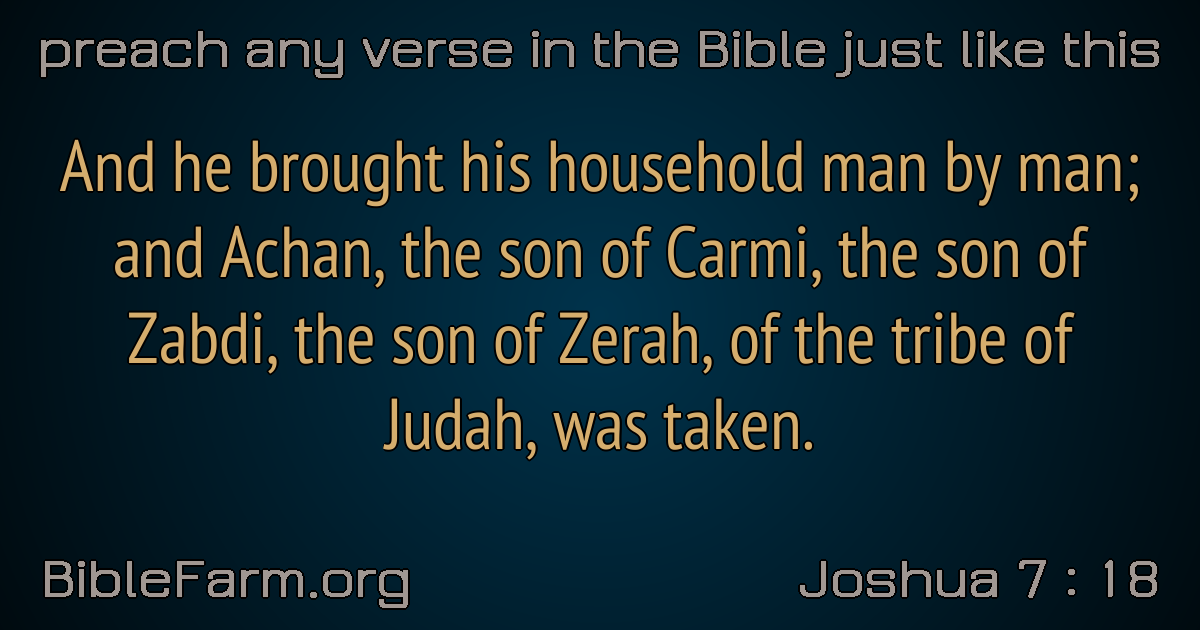 preach any verse in the Bible just like this
And he brought his household man by man;
and Achan, the son of Carmi, the son of
Zabdi, the son of Zerah, of the tribe of
Judah, was taken.
BibleFarm.org
Joshua 7 : 18